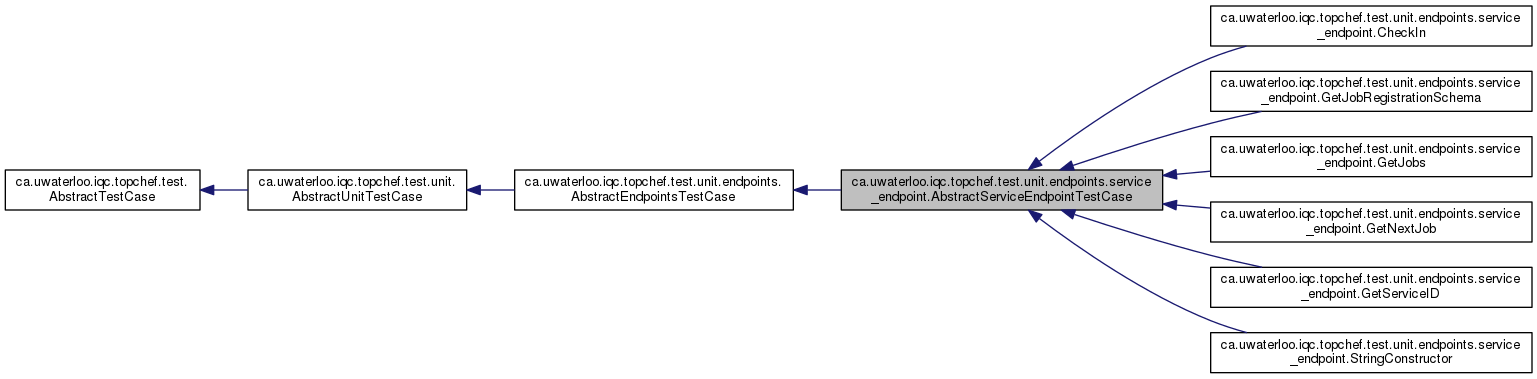 ca.uwaterloo.iqc.topchef.test.
AbstractTestCase
ca.uwaterloo.iqc.topchef.test.unit.
AbstractUnitTestCase
ca.uwaterloo.iqc.topchef.test.unit.endpoints.
AbstractEndpointsTestCase
ca.uwaterloo.iqc.topchef.test.unit.endpoints.service
_endpoint.AbstractServiceEndpointTestCase
ca.uwaterloo.iqc.topchef.test.unit.endpoints.service
_endpoint.CheckIn
ca.uwaterloo.iqc.topchef.test.unit.endpoints.service
_endpoint.GetJobRegistrationSchema
ca.uwaterloo.iqc.topchef.test.unit.endpoints.service
_endpoint.GetJobs
ca.uwaterloo.iqc.topchef.test.unit.endpoints.service
_endpoint.GetNextJob
ca.uwaterloo.iqc.topchef.test.unit.endpoints.service
_endpoint.GetServiceID
ca.uwaterloo.iqc.topchef.test.unit.endpoints.service
_endpoint.StringConstructor